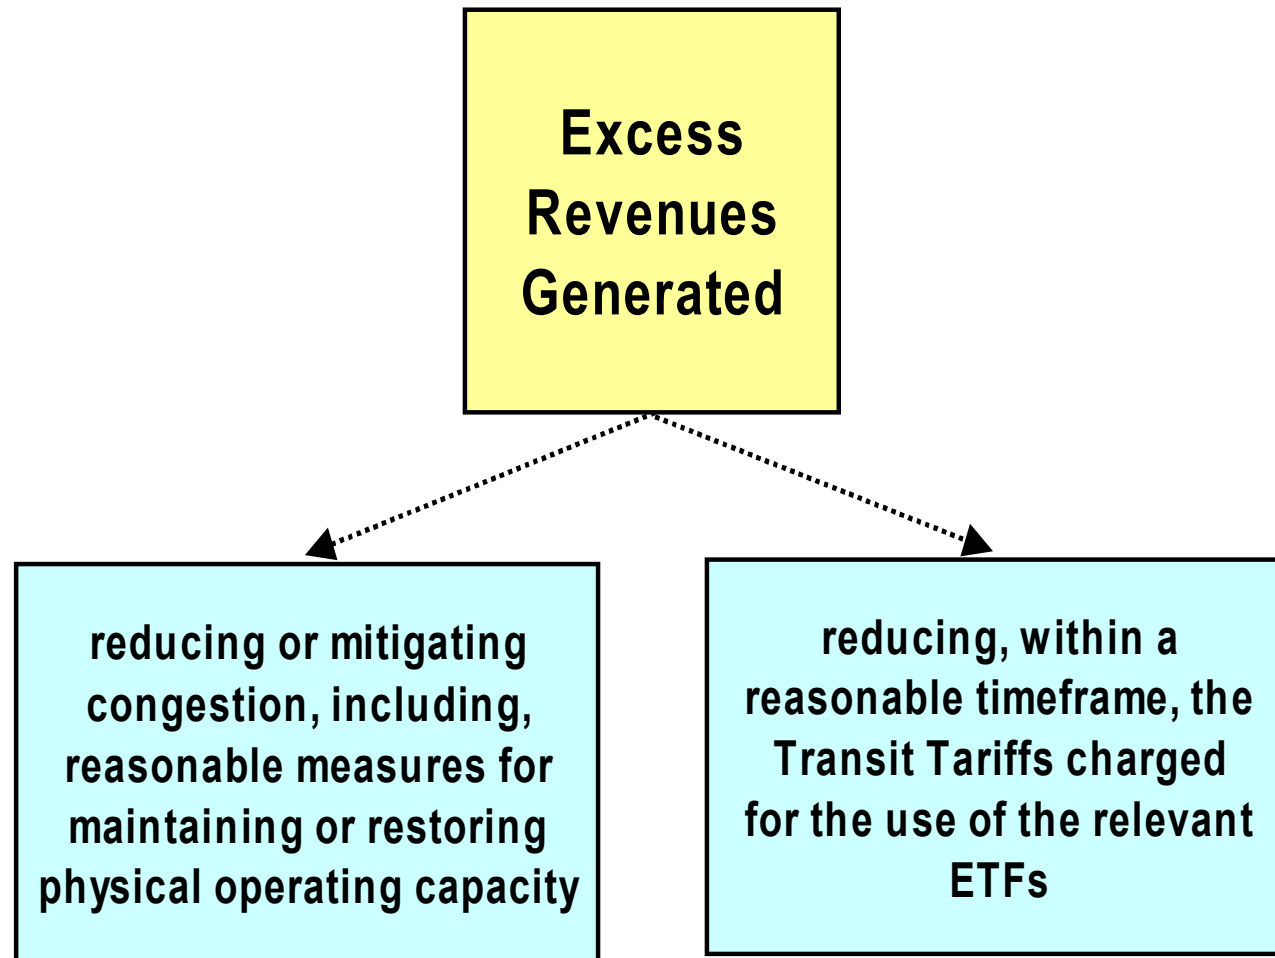 Excess
Revenues
Generated
reducing or mitigating
congestion, including,
reasonable measures for
maintaining or restoring
physical operating capacity
reducing, within a
reasonable timeframe, the
Transit Tariffs charged
for the use of the relevant
ETFs